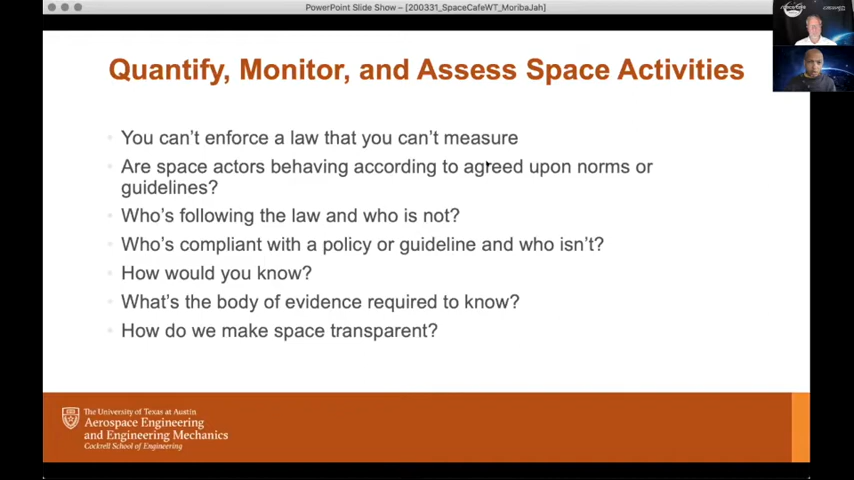 PowerPoint Slide Show – [200331_SpaceCafeWT_MoribaJah]
Quantify, Monitor, and Assess Space Activities
You can't enforce a law that you can't measure
Are space actors behaving according to agreed upon norms or
guidelines?
Who's following the law and who is not?
Who's compliant with a policy or guideline and who isn't?
How would you know?
What's the body of evidence required to know?
How do we make space transparent?
The University of Texas at Austin
Aerospace Engineering
and Engineering Mechanics
Cockrell School of Engineering